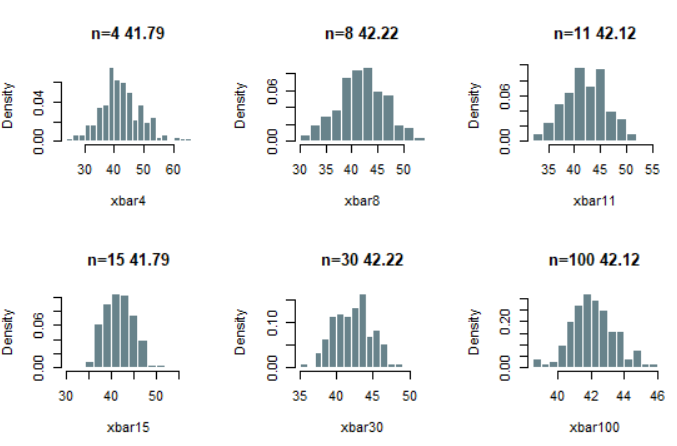 n=4 41.79
n=8 42.22
n=11 42.12
Density
0.00 0.04
30 40 50 60
xbar4
Density
0.00 0.06
30 35 40 45 50
xbar8
Density
0.00 0.06
35 40 45 50 55
xbar11
n=15 41.79
n=30 42.22
n=100 42.12
Density
0.00 0.06
30 35 40 45 50
xbar15
Density
0.00 0.10
35 40 45 50
xbar30
Density
0.00 0.20
40 42 44 46
xbar100